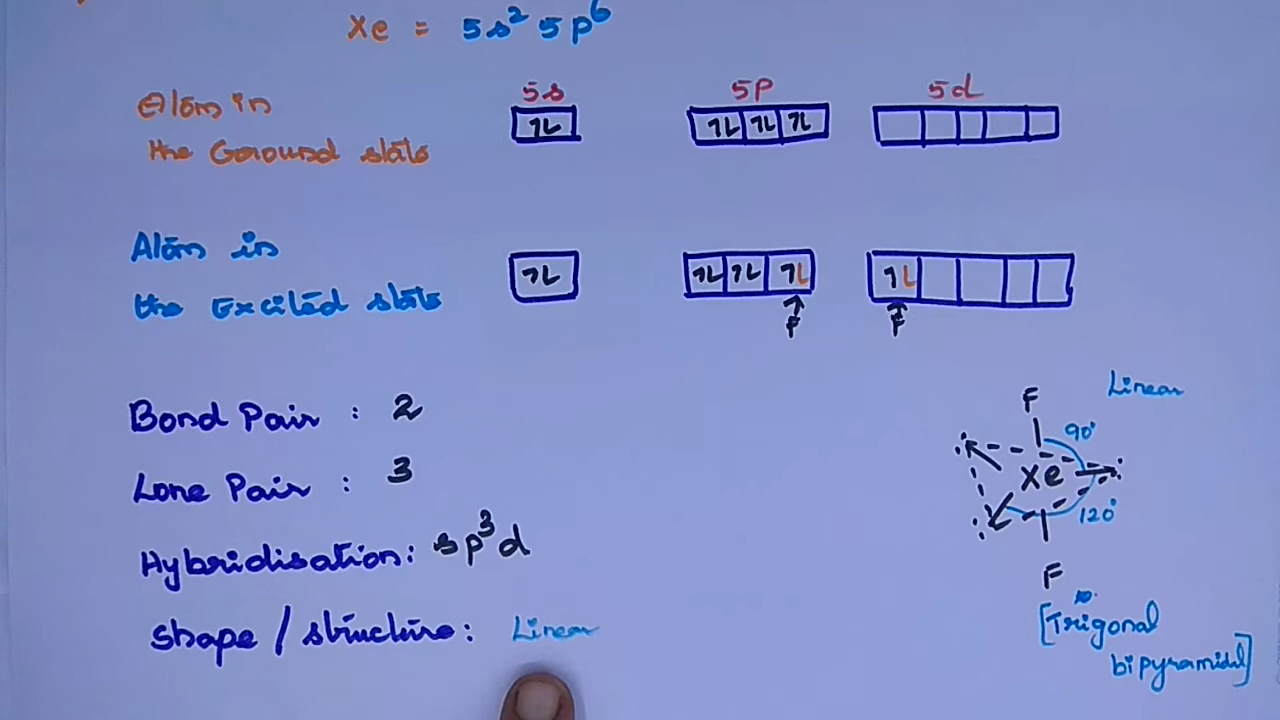 Xe = 5s² 5p⁶
5s 5p 5d
Atom in
the Ground state
Atom in
the Excited state
F F
Bond Pair : 2
Lone Pair : 3
Hybridisation: sp³d
Shape / structure: Linear
Linear
F
90°
Xe
120°
F
[Trigonal
bipyramidal]